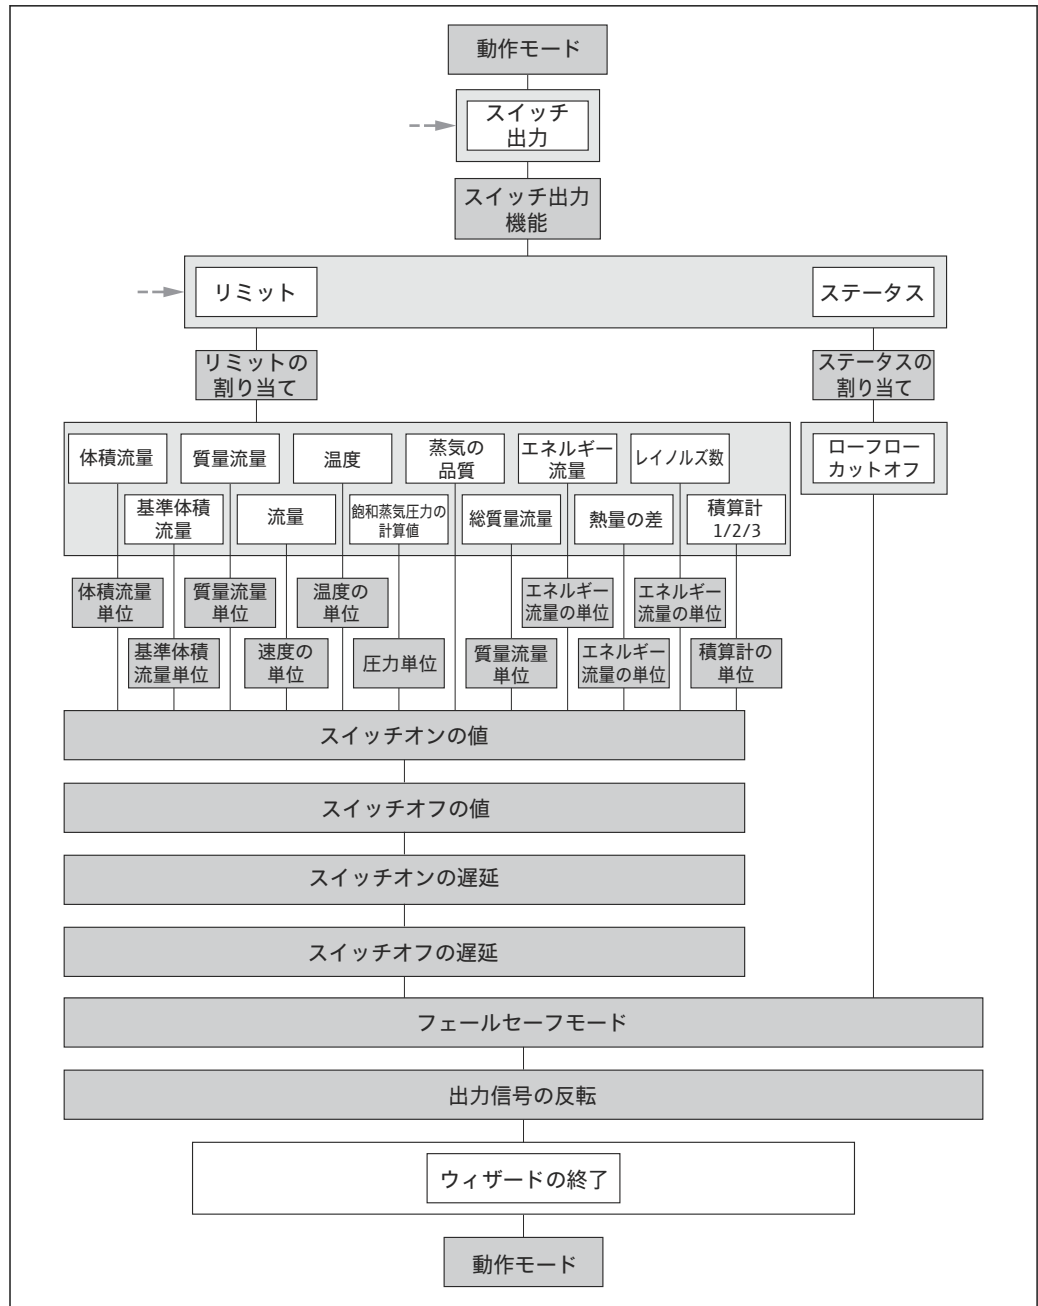 動作モード
スイッチ
出力
スイッチ出力
機能
リミット
ステータス
リミットの
割り当て
ステータスの
割り当て
体積流量
質量流量
温度
蒸気の
品質
エネルギー
流量
レイノルズ数
ローフロー
カットオフ
基準体積
流量
流量
飽和蒸気圧力の
計算値
総質量流量
熱量の差
積算計
1/2/3
体積流量
単位
質量流量
単位
温度の
単位
エネルギー
流量の単位
エネルギー
流量の単位
基準体積
流量単位
速度の
単位
圧力単位
質量流量
単位
エネルギー
流量の単位
積算計の
単位
スイッチオンの値
スイッチオフの値
スイッチオンの遅延
スイッチオフの遅延
フェールセーフモード
出力信号の反転
ウィザードの終了
動作モード